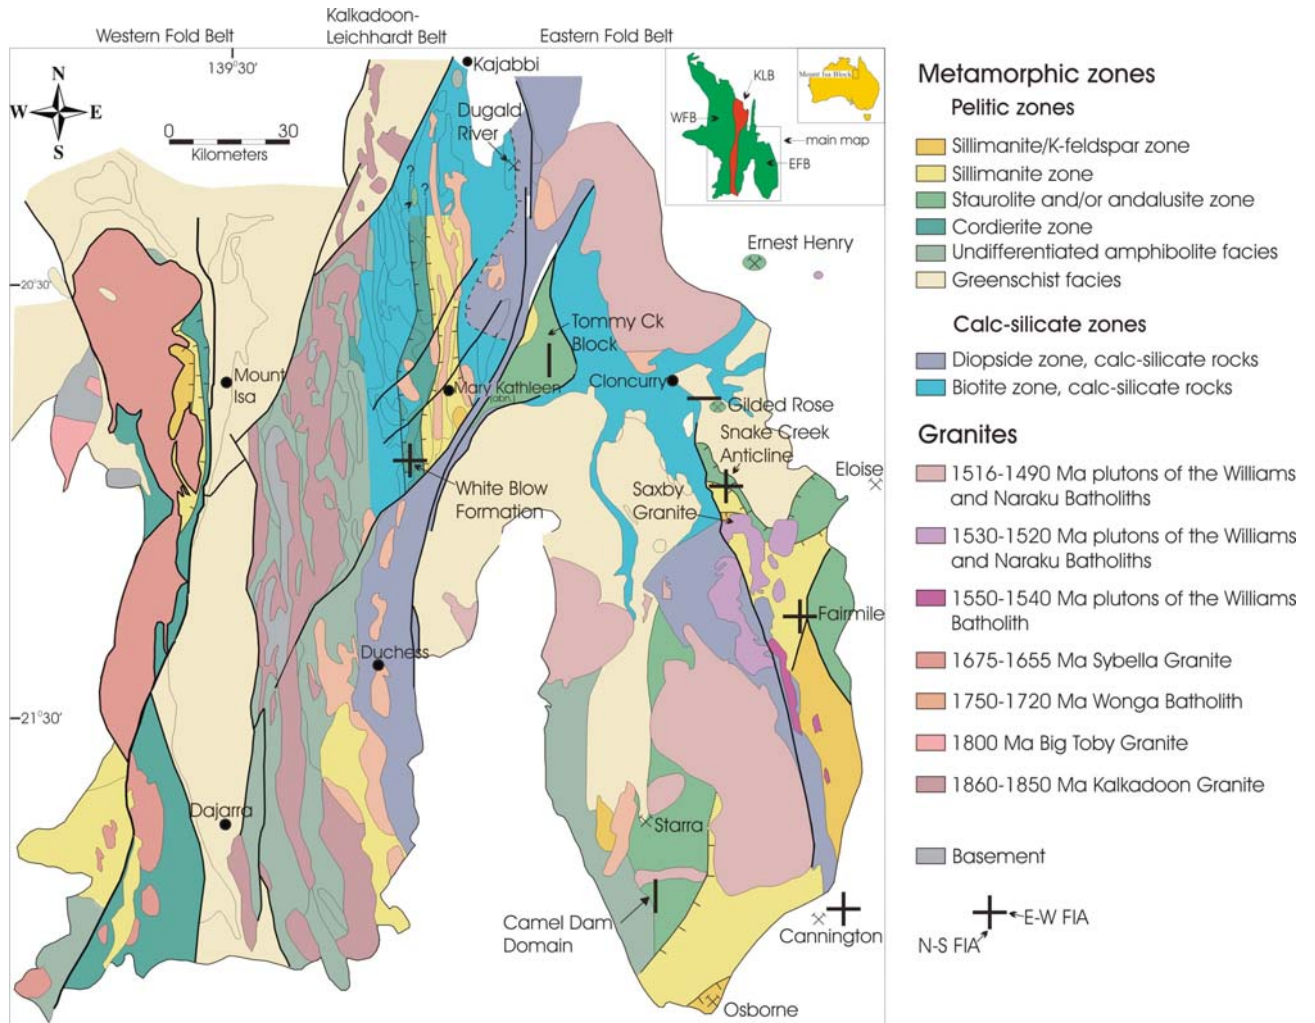 Western Fold Belt
Kalkadoon-
Leichhardt Belt
Eastern Fold Belt
139°30'
N
W
E
S
0
30
Kilometers
Kajabbi
Dugald
River
?
?
KLB
WFB
main map
EFB
Mount Isa Block
Ernest Henry
20°30'
Tommy Ck
Block
Mount
Isa
Mary Kathleen
(abn.)
Cloncurry
Gilded Rose
Snake Creek
Anticline
Eloise
White Blow
Formation
Saxby
Granite
Fairmile
Duchess
21°30'
Dajarra
Starra
Camel Dam
Domain
Cannington
Osborne
Metamorphic zones
Pelitic zones
Sillimanite/K-feldspar zone
Sillimanite zone
Staurolite and/or andalusite zone
Cordierite zone
Undifferentiated amphibolite facies
Greenschist facies
Calc-silicate zones
Diopside zone, calc-silicate rocks
Biotite zone, calc-silicate rocks
Granites
1516-1490 Ma plutons of the Williams
and Naraku Batholiths
1530-1520 Ma plutons of the Williams
and Naraku Batholiths
1550-1540 Ma plutons of the Williams
Batholith
1675-1655 Ma Sybella Granite
1750-1720 Ma Wonga Batholith
1800 Ma Big Toby Granite
1860-1850 Ma Kalkadoon Granite
Basement
E-W FIA
N-S FIA